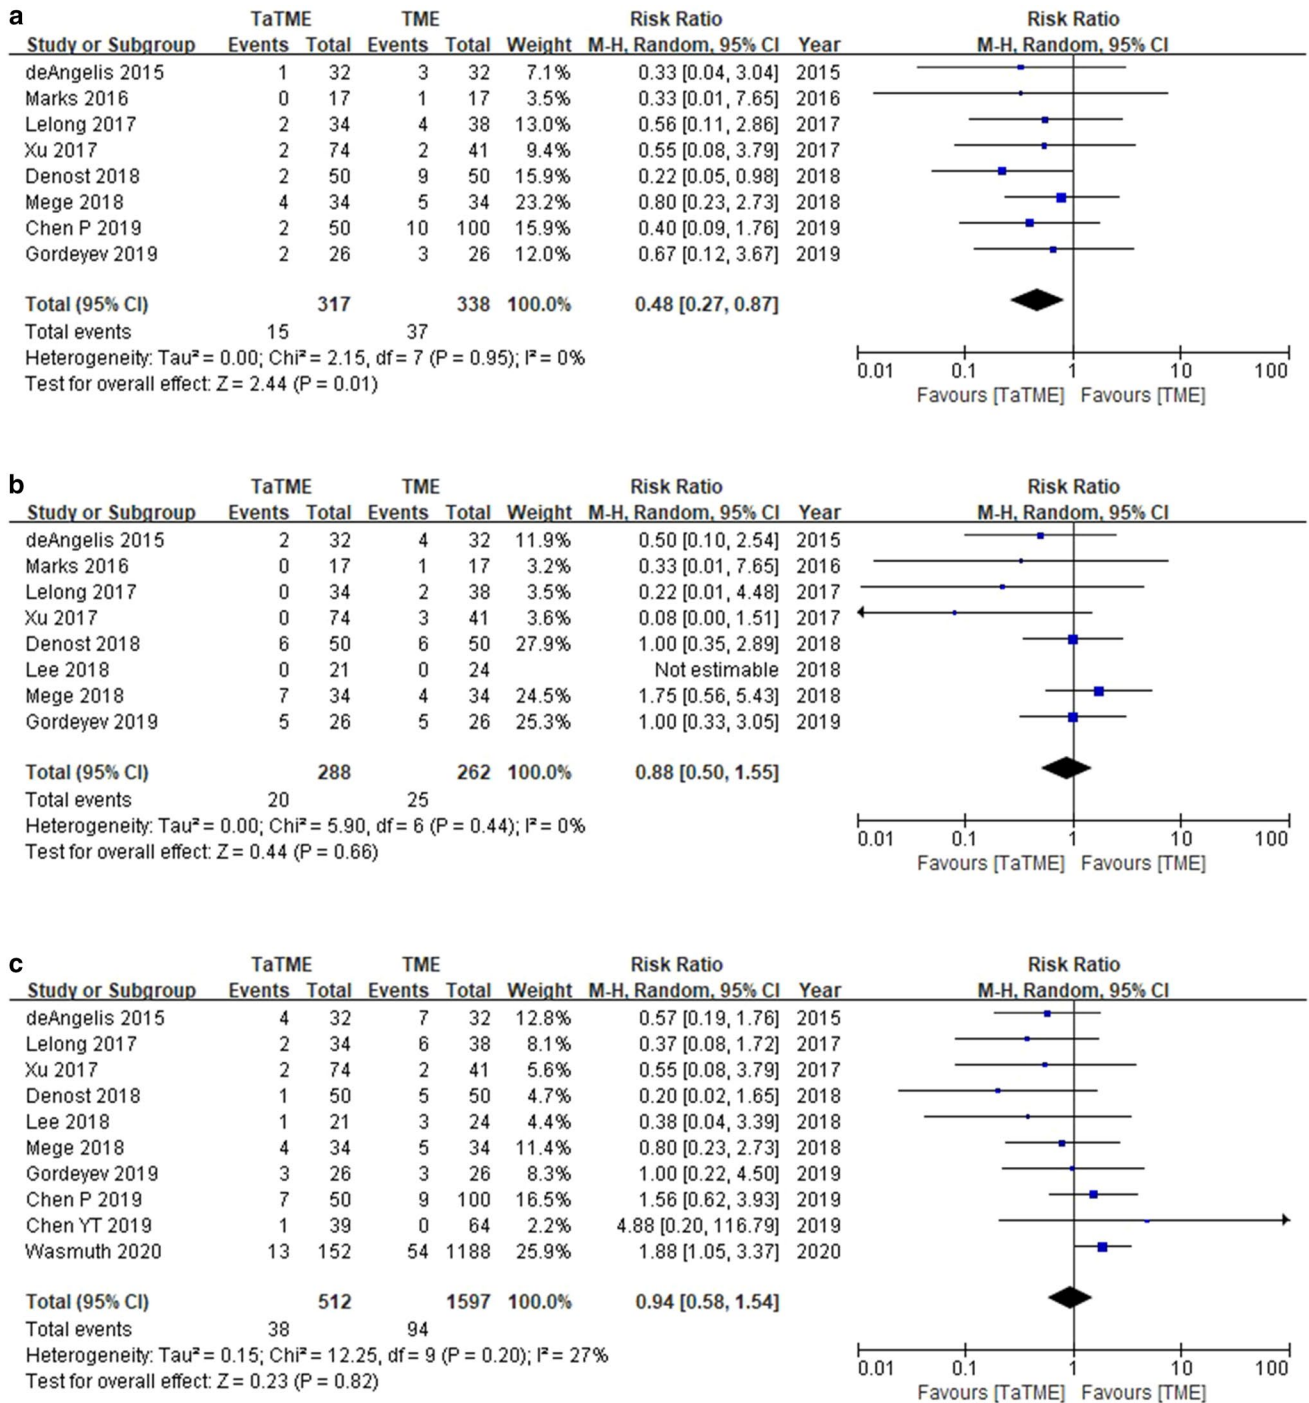 a
TaTME TME Risk Ratio Risk Ratio
Study or Subgroup Events Total Events Total Weight M-H, Random, 95% CI Year M-H, Random, 95% CI
deAngelis 2015 1 32 3 32 7.1% 0.33 [0.04, 3.04] 2015
Marks 2016 0 17 1 17 3.5% 0.33 [0.01, 7.65] 2016
Lelong 2017 2 34 4 38 13.0% 0.56 [0.11, 2.86] 2017
Xu 2017 2 74 2 41 9.4% 0.55 [0.08, 3.79] 2017
Denost 2018 2 50 9 50 15.9% 0.22 [0.05, 0.98] 2018
Mege 2018 4 34 5 34 23.2% 0.80 [0.23, 2.73] 2018
Chen P 2019 2 50 10 100 15.9% 0.40 [0.09, 1.76] 2019
Gordeyev 2019 2 26 3 26 12.0% 0.67 [0.12, 3.67] 2019
Total (95% CI) 317 338 100.0% 0.48 [0.27, 0.87]
Total events 15 37
Heterogeneity: Tau² = 0.00; Chi² = 2.15, df = 7 (P = 0.95); I² = 0%
Test for overall effect: Z = 2.44 (P = 0.01)
0.01 0.1 1 10 100
Favours [TaTME] Favours [TME]
b
TaTME TME Risk Ratio Risk Ratio
Study or Subgroup Events Total Events Total Weight M-H, Random, 95% CI Year M-H, Random, 95% CI
deAngelis 2015 2 32 4 32 11.9% 0.50 [0.10, 2.54] 2015
Marks 2016 0 17 1 17 3.2% 0.33 [0.01, 7.65] 2016
Lelong 2017 0 34 2 38 3.5% 0.22 [0.01, 4.48] 2017
Xu 2017 0 74 3 41 3.6% 0.08 [0.00, 1.51] 2017
Denost 2018 6 50 6 50 27.9% 1.00 [0.35, 2.89] 2018
Lee 2018 0 21 0 24 Not estimable 2018
Mege 2018 7 34 4 34 24.5% 1.75 [0.56, 5.43] 2018
Gordeyev 2019 5 26 5 26 25.3% 1.00 [0.33, 3.05] 2019
Total (95% CI) 288 262 100.0% 0.88 [0.50, 1.55]
Total events 20 25
Heterogeneity: Tau² = 0.00; Chi² = 5.90, df = 6 (P = 0.44); I² = 0%
Test for overall effect: Z = 0.44 (P = 0.66)
0.01 0.1 1 10 100
Favours [TaTME] Favours [TME]
c
TaTME TME Risk Ratio Risk Ratio
Study or Subgroup Events Total Events Total Weight M-H, Random, 95% CI Year M-H, Random, 95% CI
deAngelis 2015 4 32 7 32 12.8% 0.57 [0.19, 1.76] 2015
Lelong 2017 2 34 6 38 8.1% 0.37 [0.08, 1.72] 2017
Xu 2017 2 74 2 41 5.6% 0.55 [0.08, 3.79] 2017
Denost 2018 1 50 5 50 4.7% 0.20 [0.02, 1.65] 2018
Lee 2018 1 21 3 24 4.4% 0.38 [0.04, 3.39] 2018
Mege 2018 4 34 5 34 11.4% 0.80 [0.23, 2.73] 2018
Gordeyev 2019 3 26 3 26 8.3% 1.00 [0.22, 4.50] 2019
Chen P 2019 7 50 9 100 16.5% 1.56 [0.62, 3.93] 2019
Chen YT 2019 1 39 0 64 2.2% 4.88 [0.20, 116.79] 2019
Wasmuth 2020 13 152 54 1188 25.9% 1.88 [1.05, 3.37] 2020
Total (95% CI) 512 1597 100.0% 0.94 [0.58, 1.54]
Total events 38 94
Heterogeneity: Tau² = 0.15; Chi² = 12.25, df = 9 (P = 0.20); I² = 27%
Test for overall effect: Z = 0.23 (P = 0.82)
0.01 0.1 1 10 100
Favours [TaTME] Favours [TME]